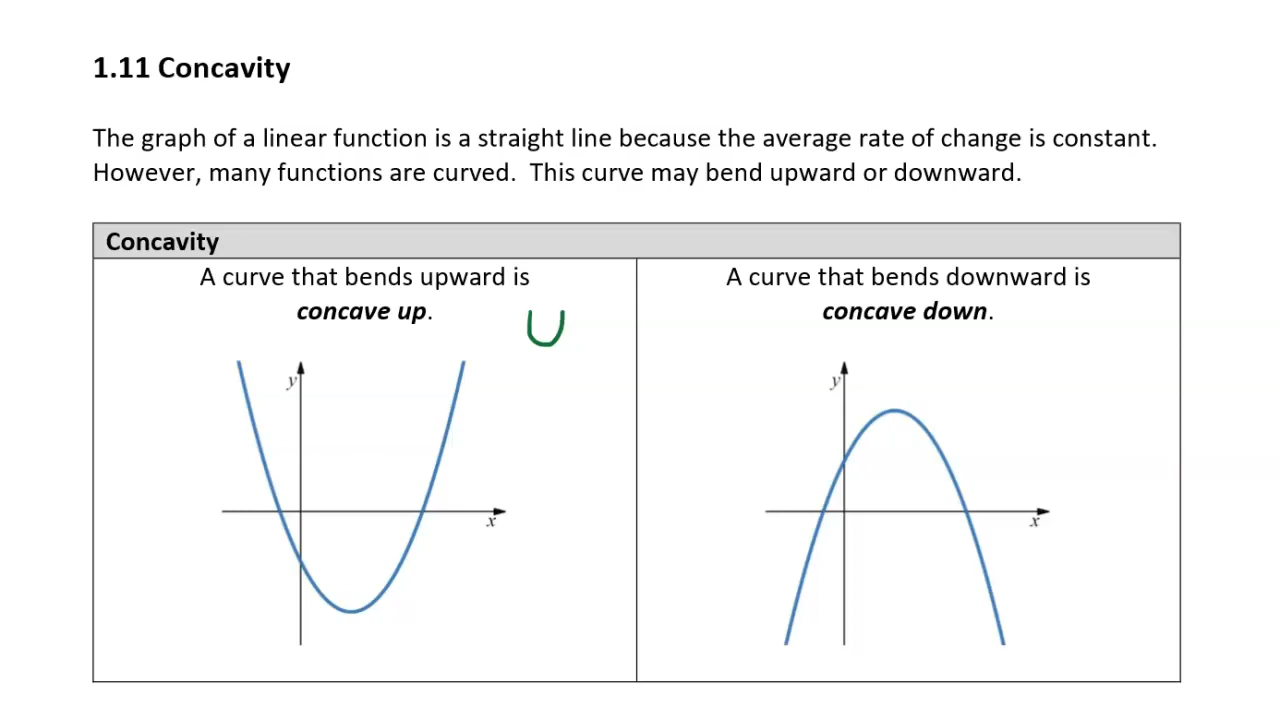 1.11 Concavity
The graph of a linear function is a straight line because the average rate of change is constant.
However, many functions are curved.  This curve may bend upward or downward.
Concavity
A curve that bends upward is
concave up.
U
y
x
A curve that bends downward is
concave down.
y
x